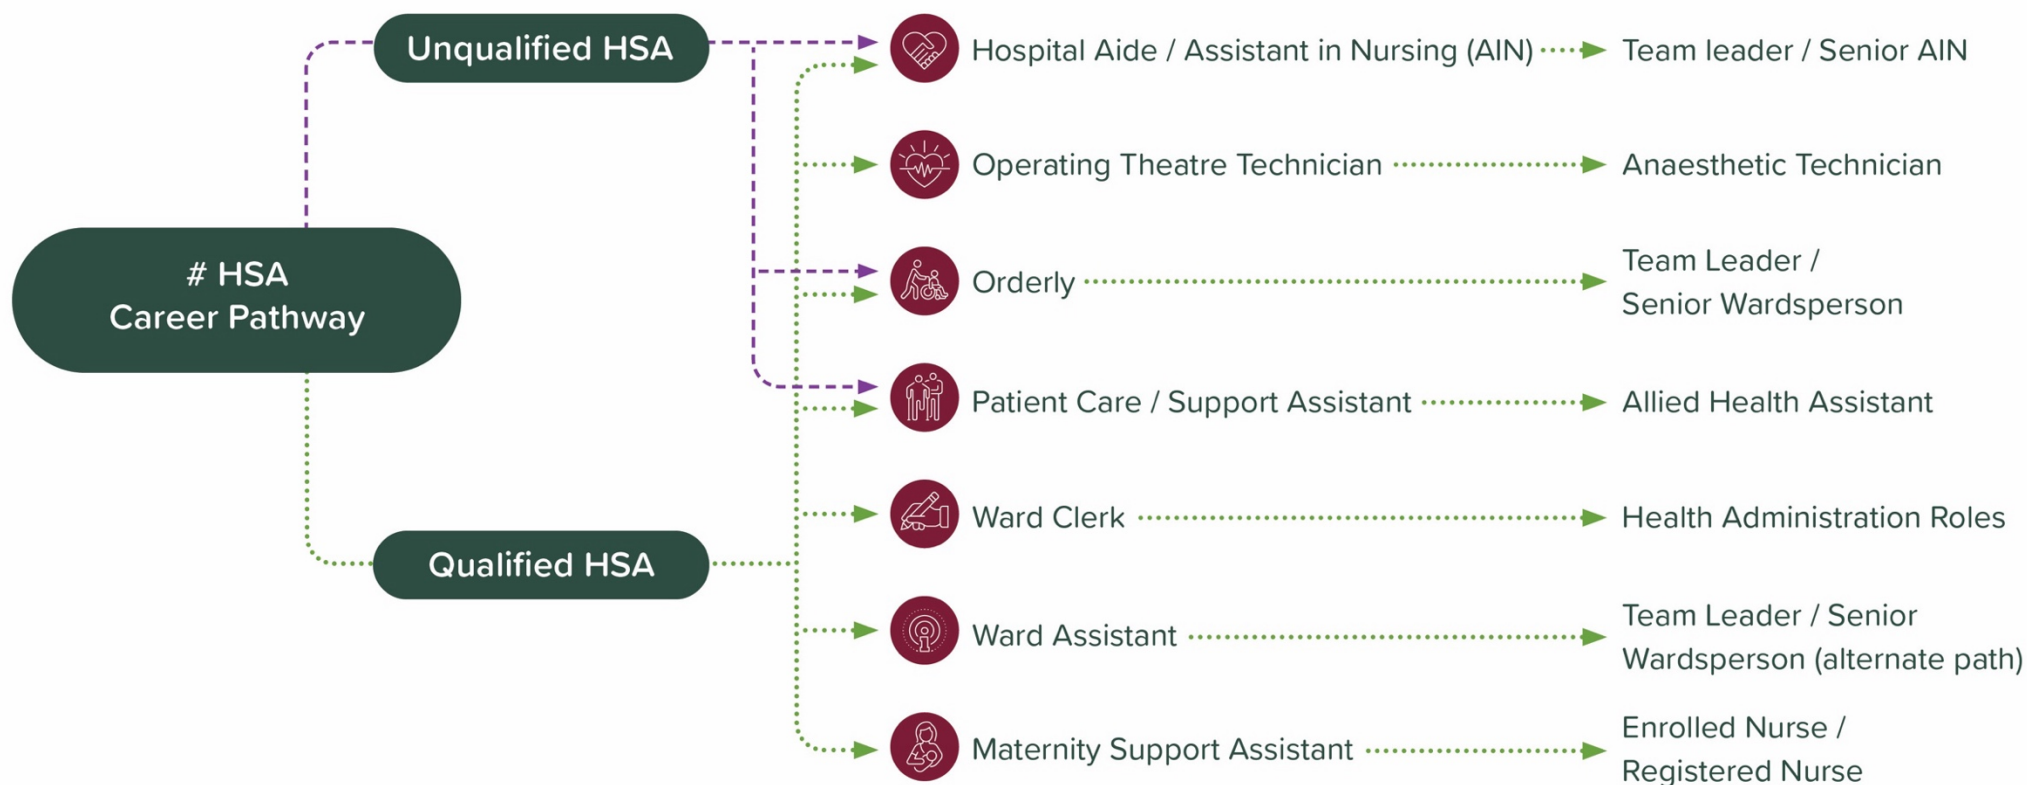 Unqualified HSA
# HSA
Career Pathway
Qualified HSA
Hospital Aide / Assistant in Nursing (AIN)
Team leader / Senior AIN
Operating Theatre Technician
Anaesthetic Technician
Orderly
Team Leader /
Senior Wardsperson
Patient Care / Support Assistant
Allied Health Assistant
Ward Clerk
Health Administration Roles
Ward Assistant
Team Leader / Senior
Wardsperson (alternate path)
Maternity Support Assistant
Enrolled Nurse /
Registered Nurse